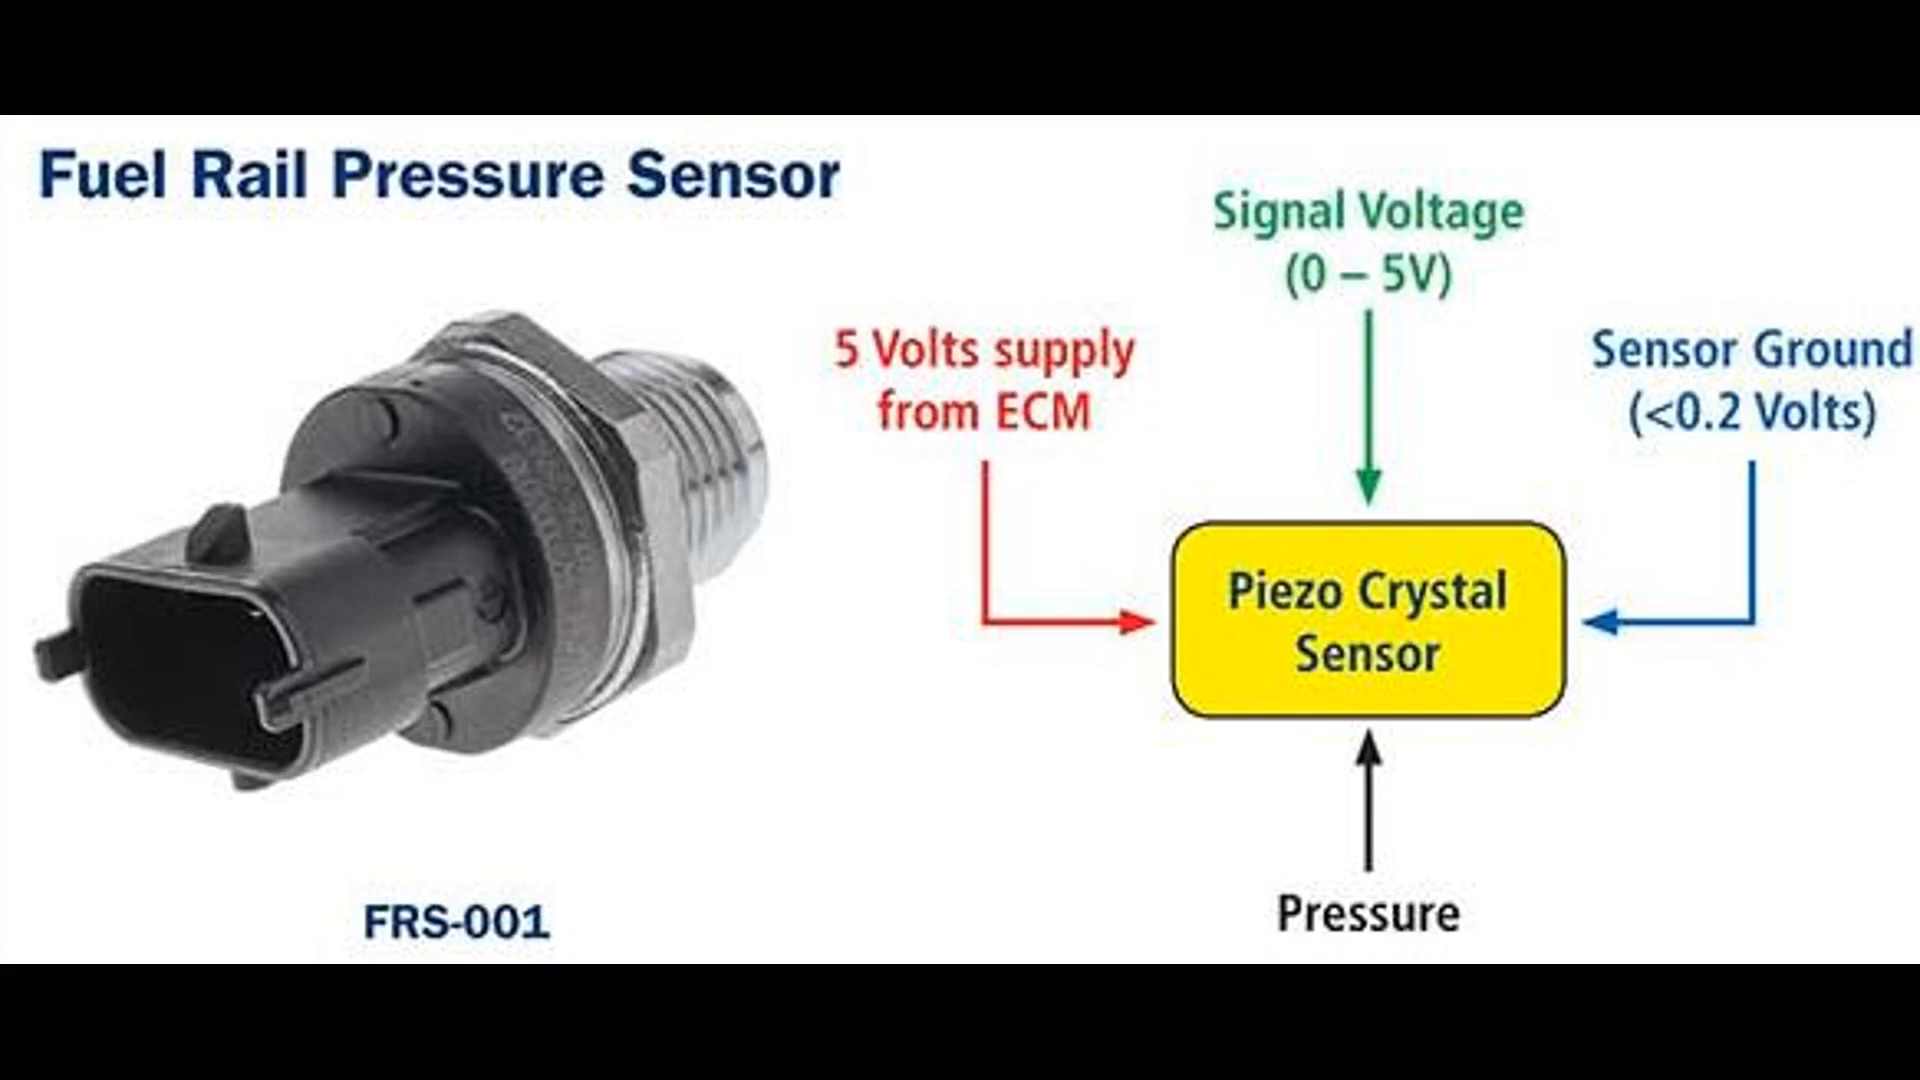 Fuel Rail Pressure Sensor
Signal Voltage
(0 – 5V)
5 Volts supply
from ECM
Sensor Ground
(<0.2 Volts)
Piezo Crystal
Sensor
Pressure
FRS-001